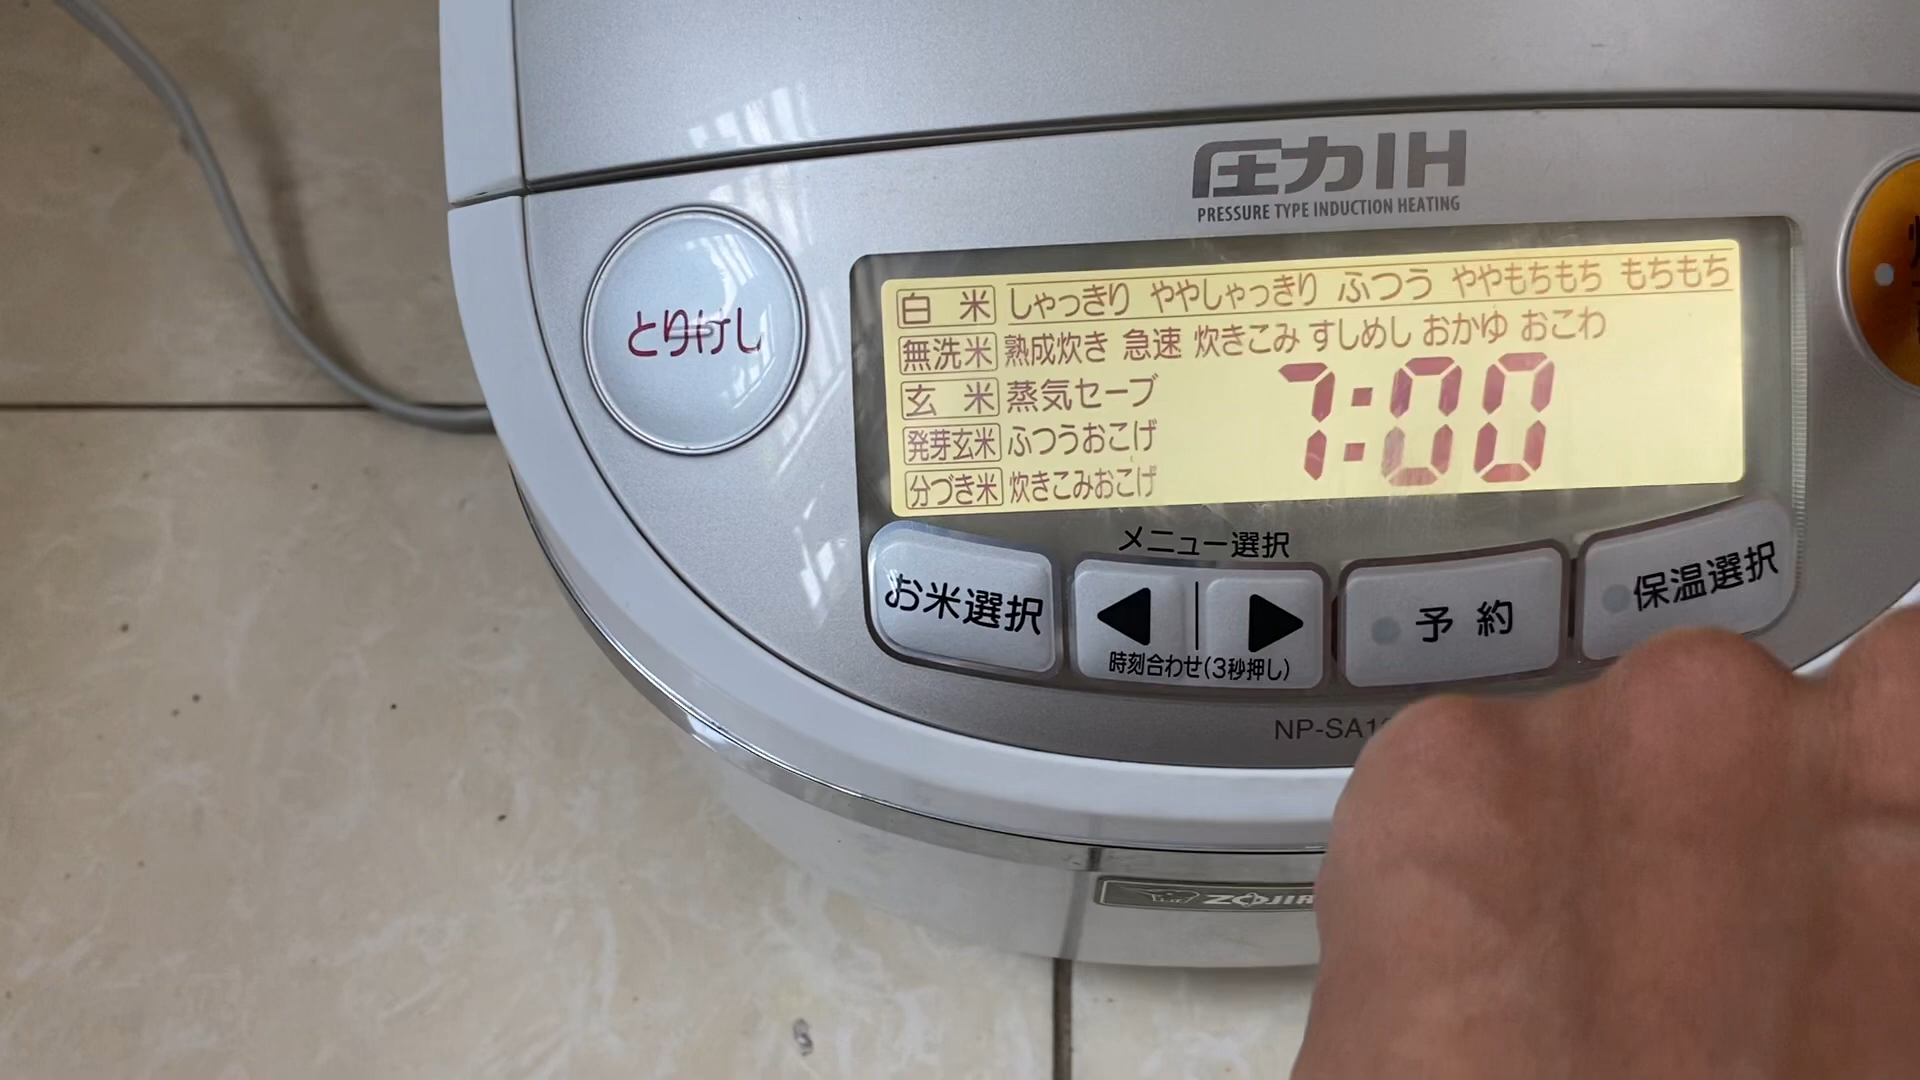 圧力IH
PRESSURE TYPE INDUCTION HEATING
とりけし
白米 しゃっきり ややしゃっきり ふつう ややもちもち もちもち
無洗米 熟成炊き 急速 炊きこみ すしめし おかゆ おこわ
玄米 蒸気セーブ
発芽玄米 ふつうおこげ
分づき米 炊きこみおこげ
7:00
メニュー選択
お米選択
◀ | ▶
予約
保温選択
時刻合わせ(3秒押し)